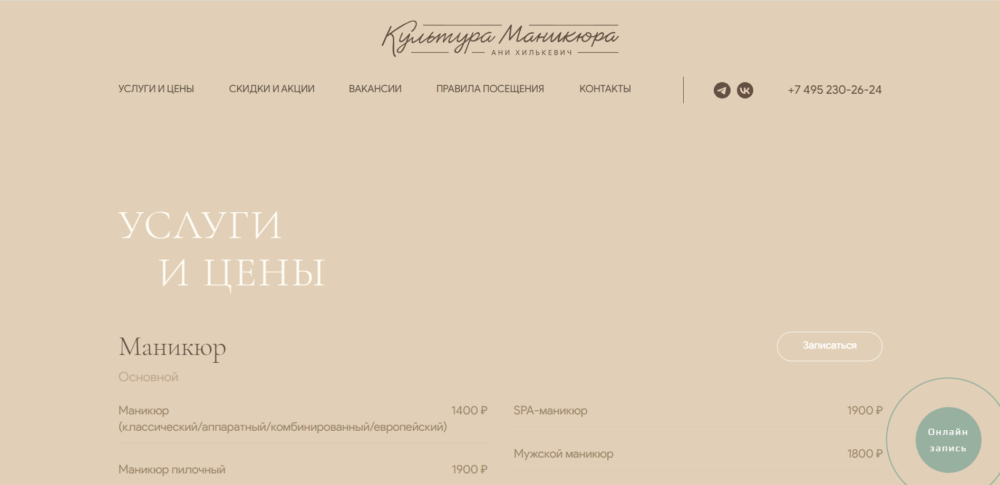 Культура Маникюра
АНИ ХИЛЬКЕВИЧ
УСЛУГИ И ЦЕНЫ
СКИДКИ И АКЦИИ
ВАКАНСИИ
ПРАВИЛА ПОСЕЩЕНИЯ
КОНТАКТЫ
+7 495 230-26-24
УСЛУГИ
И ЦЕНЫ
Маникюр
Записаться
Основной
Маникюр 1400 ₽
(классический/аппаратный/комбинированный/европейский)
Маникюр пилочный 1900 ₽
SPA-маникюр 1900 ₽
Мужской маникюр 1800 ₽
Онлайн
запись